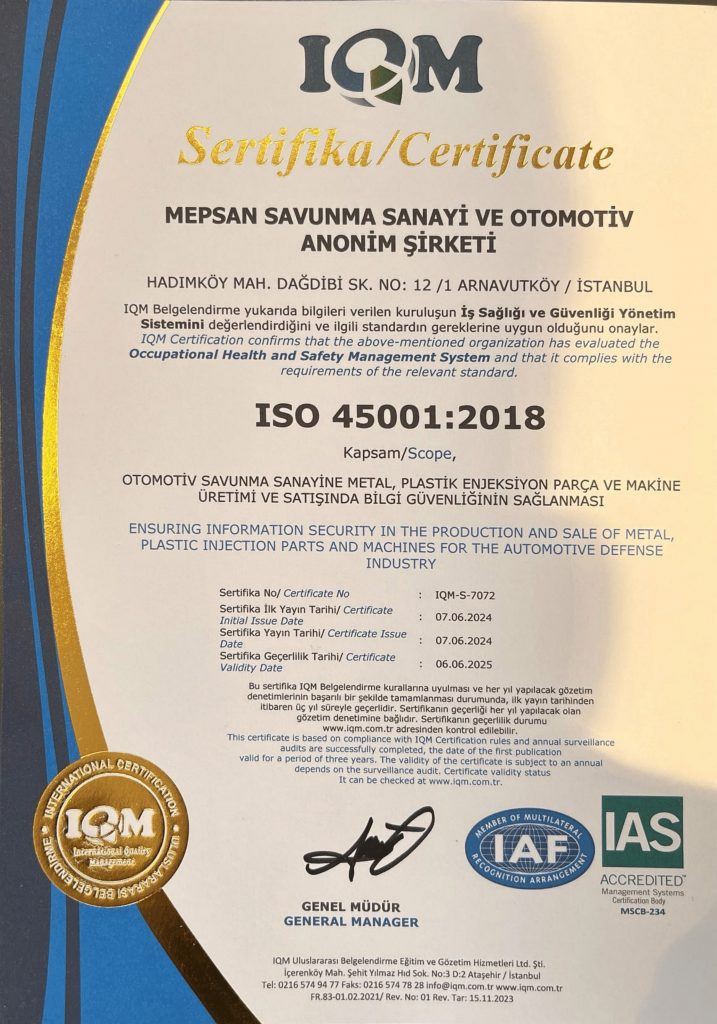 IQM
Sertifika/Certificate
MEPSAN SAVUNMA SANAYİ VE OTOMOTİV
ANONİM ŞİRKETİ
HADIMKÖY MAH. DAĞDİBİ SK. NO: 12 /1 ARNAVUTKÖY / İSTANBUL
IQM Belgelendirme yukarıda bilgileri verilen kuruluşun İş Sağlığı ve Güvenliği Yönetim
Sistemini değerlendirdiğini ve ilgili standardın gereklerine uygun olduğunu onaylar.
IQM Certification confirms that the above-mentioned organization has evaluated the
Occupational Health and Safety Management System and that it complies with the
requirements of the relevant standard.
ISO 45001:2018
Kapsam/Scope,
OTOMOTİV SAVUNMA SANAYİNE METAL, PLASTİK ENJEKSİYON PARÇA VE MAKİNE
ÜRETİMİ VE SATIŞINDA BİLGİ GÜVENLİĞİNİN SAĞLANMASI
ENSURING INFORMATION SECURITY IN THE PRODUCTION AND SALE OF METAL,
PLASTIC INJECTION PARTS AND MACHINES FOR THE AUTOMOTIVE DEFENSE
INDUSTRY
Sertifika No/ Certificate No : IQM-S-7072
Sertifika İlk Yayın Tarihi/ Certificate
Initial Issue Date : 07.06.2024
Sertifika Yayın Tarihi/ Certificate Issue
Date : 07.06.2024
Sertifika Geçerlilik Tarihi/ Certificate
Validity Date : 06.06.2025
Bu sertifika IQM Belgelendirme kurallarına uyulması ve her yıl yapılacak gözetim
denetimlerinin başarılı bir şekilde tamamlanması durumunda, ilk yayın tarihinden
itibaren üç yıl süreyle geçerlidir. Sertifikanın geçerliği her yıl yapılacak olan
gözetim denetimine bağlıdır. Sertifikanın geçerlilik durumu
www.iqm.com.tr adresinden kontrol edilebilir.
This certificate is based on compliance with IQM Certification rules and annual surveillance
audits are successfully completed, the date of the first publication
valid for a period of three years. The validity of the certificate is subject to an annual
depends on the surveillance audit. Certificate validity status
It can be checked at www.iqm.com.tr.
INTERNATIONAL CERTIFICATION
IQM
International Quality
Management
ULUSLARARASI BELGELENDİRME
GENEL MÜDÜR
GENERAL MANAGER
MEMBER OF MULTILATERAL
IAF
RECOGNITION ARRANGEMENT
IAS
ACCREDITED™
Management Systems
Certification Body
MSCB-234
IQM Uluslararası Belgelendirme Eğitim ve Gözetim Hizmetleri Ltd. Şti.
İçerenköy Mah. Şehit Yılmaz Hıd Sok. No:3 D:2 Ataşehir / İstanbul
Tel: 0216 574 94 77 Faks: 0216 574 78 28 info@iqm.com.tr www.iqm.com.tr
FR.83-01.02.2021/ Rev. No: 01 Rev. Tar: 15.11.2023